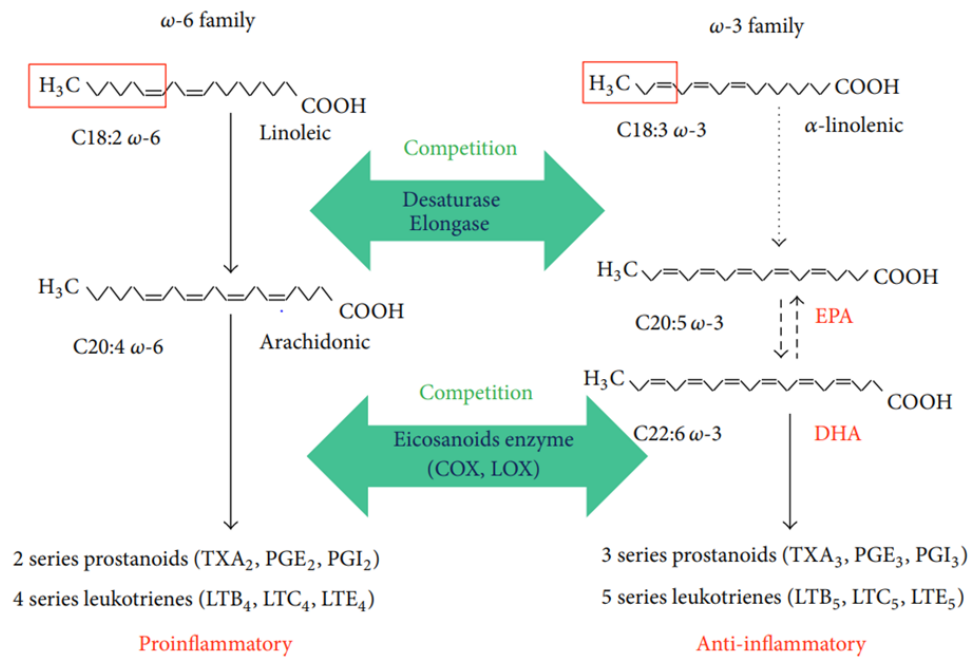 ω-6 family
ω-3 family
H₃C
COOH
C18:2 ω-6
Linoleic
H₃C
COOH
C18:3 ω-3
α-linolenic
Competition
Desaturase
Elongase
H₃C
COOH
C20:4 ω-6
Arachidonic
H₃C
COOH
C20:5 ω-3
EPA
H₃C
COOH
C22:6 ω-3
DHA
Competition
Eicosanoids enzyme
(COX, LOX)
2 series prostanoids (TXA₂, PGE₂, PGI₂)
4 series leukotrienes (LTB₄, LTC₄, LTE₄)
Proinflammatory
3 series prostanoids (TXA₃, PGE₃, PGI₃)
5 series leukotrienes (LTB₅, LTC₅, LTE₅)
Anti-inflammatory